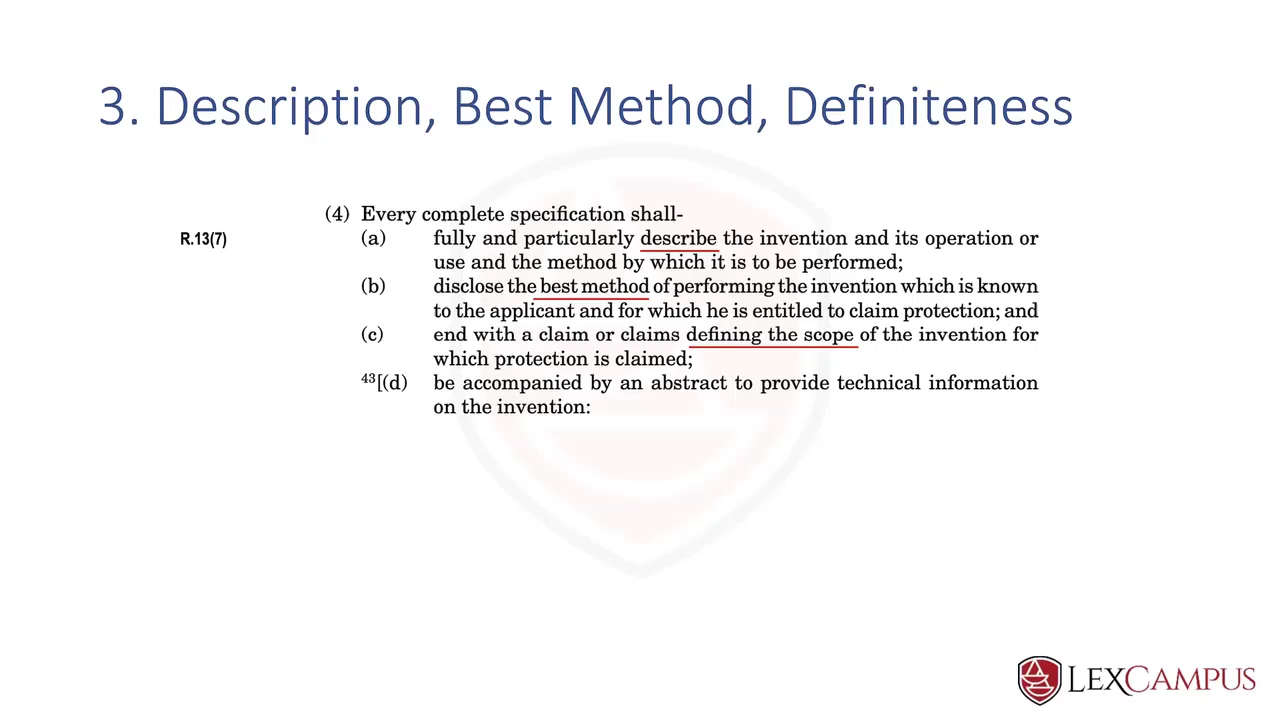 3. Description, Best Method, Definiteness
(4) Every complete specification shall-
R.13(7) (a) fully and particularly describe the invention and its operation or
use and the method by which it is to be performed;
(b) disclose the best method of performing the invention which is known
to the applicant and for which he is entitled to claim protection; and
(c) end with a claim or claims defining the scope of the invention for
which protection is claimed;
43[(d) be accompanied by an abstract to provide technical information
on the invention:
LEXCAMPUS